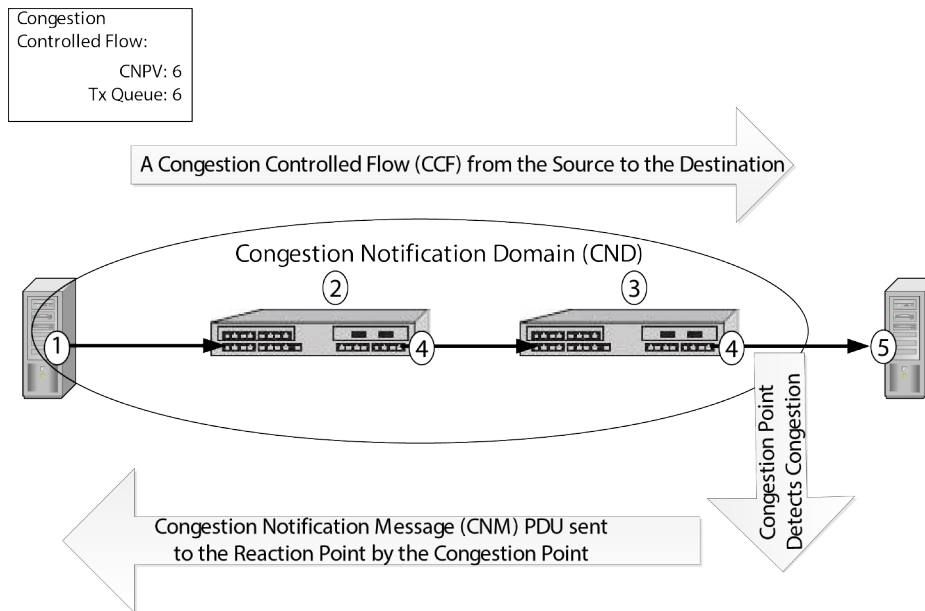 Congestion
Controlled Flow:
CNPV: 6
Tx Queue: 6
A Congestion Controlled Flow (CCF) from the Source to the Destination
Congestion Notification Domain (CND)
2
3
1
4
4
5
Congestion Point
Detects Congestion
Congestion Notification Message (CNM) PDU sent
to the Reaction Point by the Congestion Point